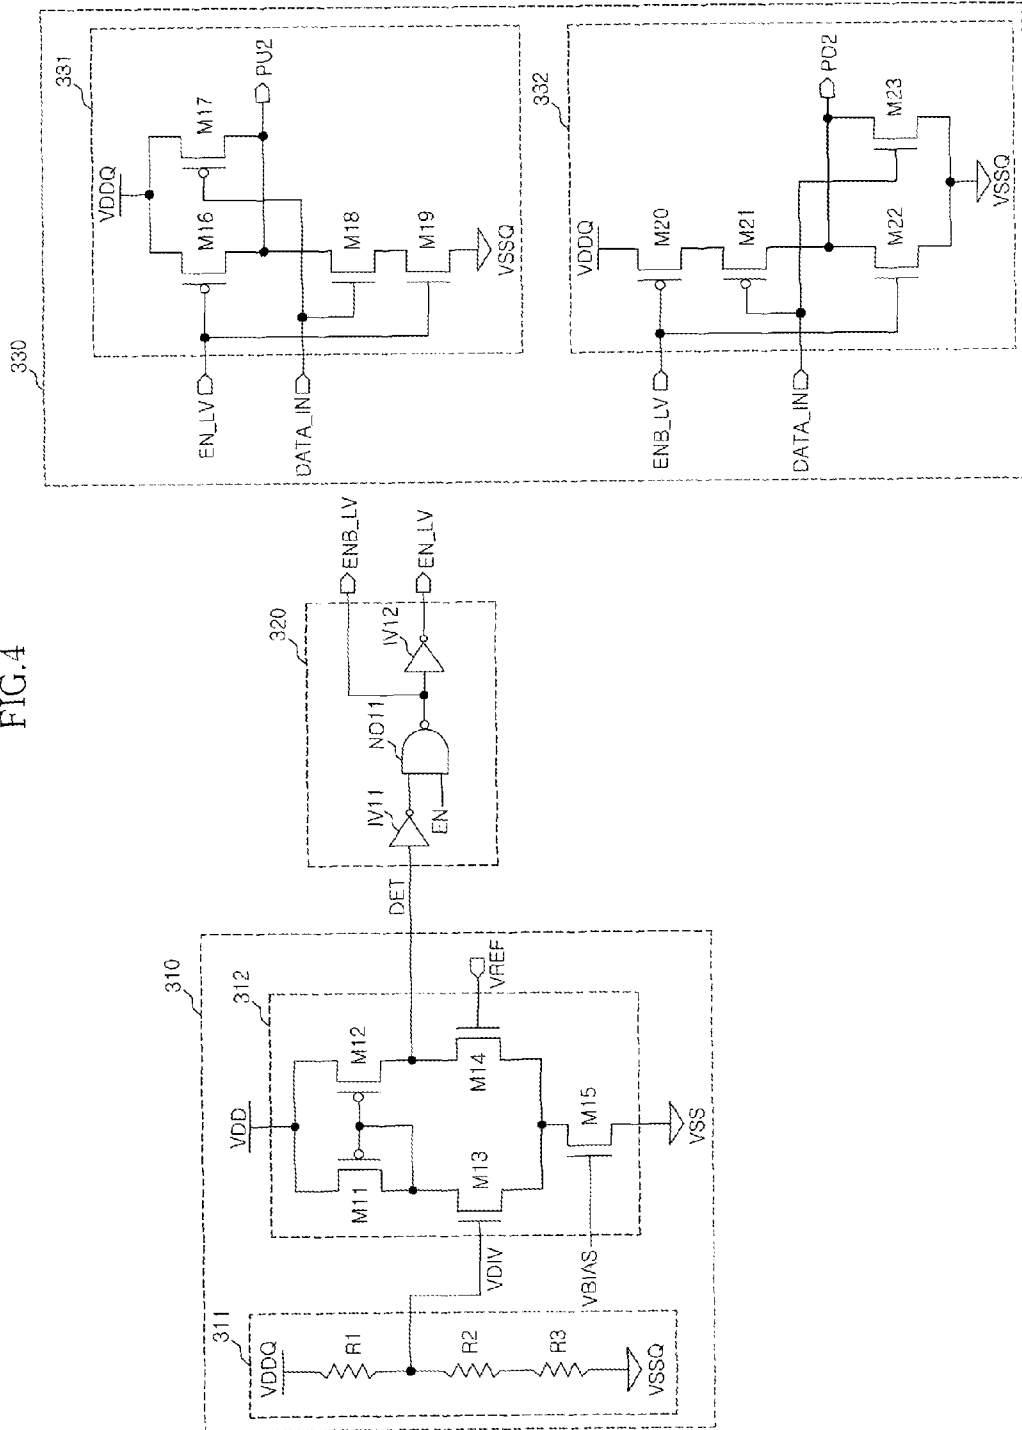 FIG.4
310
311
VDDQ
R1
R2
R3
VSSQ
VDIV
312
VDD
M11
M12
M13
M14
VREF
VBIAS
M15
VSS
DET
320
IV11
EN
NO11
IV12
ENB_LV
EN_LV
330
331
VDDQ
M16
M17
PU2
EN_LV
DATA_IN
M18
M19
VSSQ
332
VDDQ
M20
M21
PD2
ENB_LV
DATA_IN
M22
M23
VSSQ